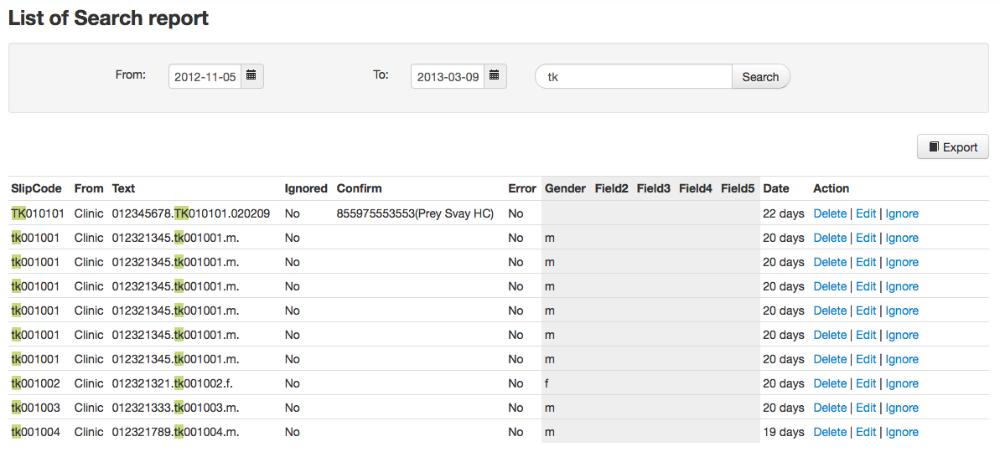 List of Search report
From: 2012-11-05 To: 2013-03-09 tk Search
Export
SlipCode From Text Ignored Confirm Error Gender Field2 Field3 Field4 Field5 Date Action
TK010101 Clinic 012345678.TK010101.020209 No 855975553553(Prey Svay HC) No 22 days Delete | Edit | Ignore
tk001001 Clinic 012321345.tk001001.m. No No m 20 days Delete | Edit | Ignore
tk001001 Clinic 012321345.tk001001.m. No No m 20 days Delete | Edit | Ignore
tk001001 Clinic 012321345.tk001001.m. No No m 20 days Delete | Edit | Ignore
tk001001 Clinic 012321345.tk001001.m. No No m 20 days Delete | Edit | Ignore
tk001001 Clinic 012321345.tk001001.m. No No m 20 days Delete | Edit | Ignore
tk001001 Clinic 012321345.tk001001.m. No No m 20 days Delete | Edit | Ignore
tk001002 Clinic 012321321.tk001002.f. No No f 20 days Delete | Edit | Ignore
tk001003 Clinic 012321333.tk001003.m. No No m 20 days Delete | Edit | Ignore
tk001004 Clinic 012321789.tk001004.m. No No m 19 days Delete | Edit | Ignore